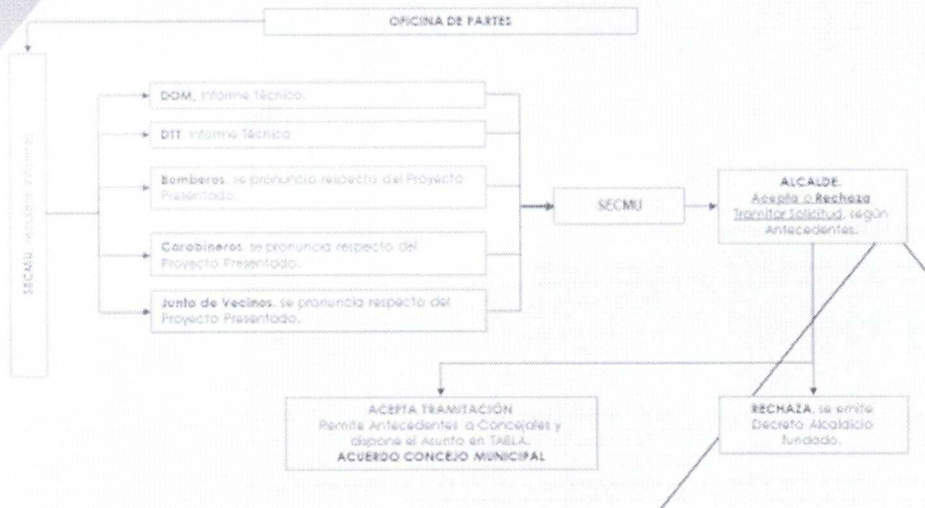 OFICINA DE PARTES
SECMU,
DOM, Informe técnico.
DTT. Informe técnico
Bomberos, se pronuncia respecto del Proyecto
Presentado.
Carabineros, se pronuncia respecto del
Proyecto Presentado.
Junta de Vecinos, se pronuncia respecto del
Proyecto Presentado.
SECMU
ALCALDE.
Acepta o Rechaza
Tramitar Solicitud, según
Antecedentes.
ACEPTA TRAMITACIÓN
Remite Antecedentes a Concejales y
dispone el Asunto en TABLA.
ACUERDO CONCEJO MUNICIPAL
RECHAZA, se emite
Decreto Alcaldicio
fundado.